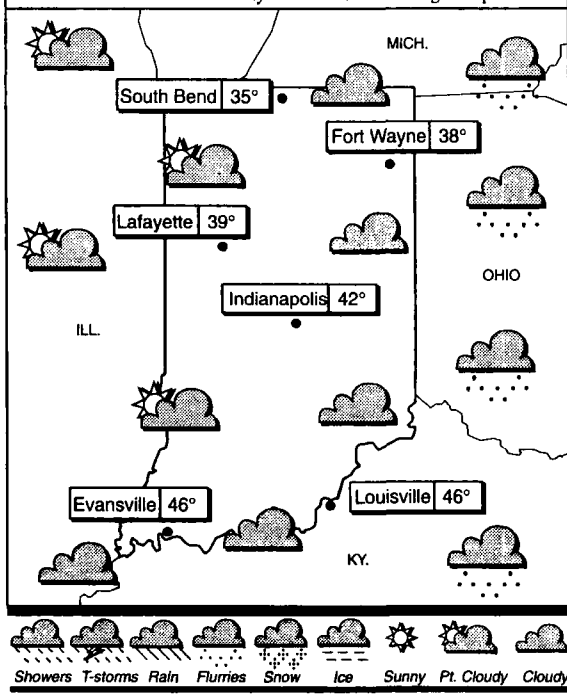 MICH.
South Bend 35°
Fort Wayne 38°
Lafayette 39°
OHIO
Indianapolis 42°
ILL.
Evansville 46°
Louisville 46°
KY.
Showers T-storms Rain Flurries Snow Ice Sunny Pt. Cloudy Cloudy